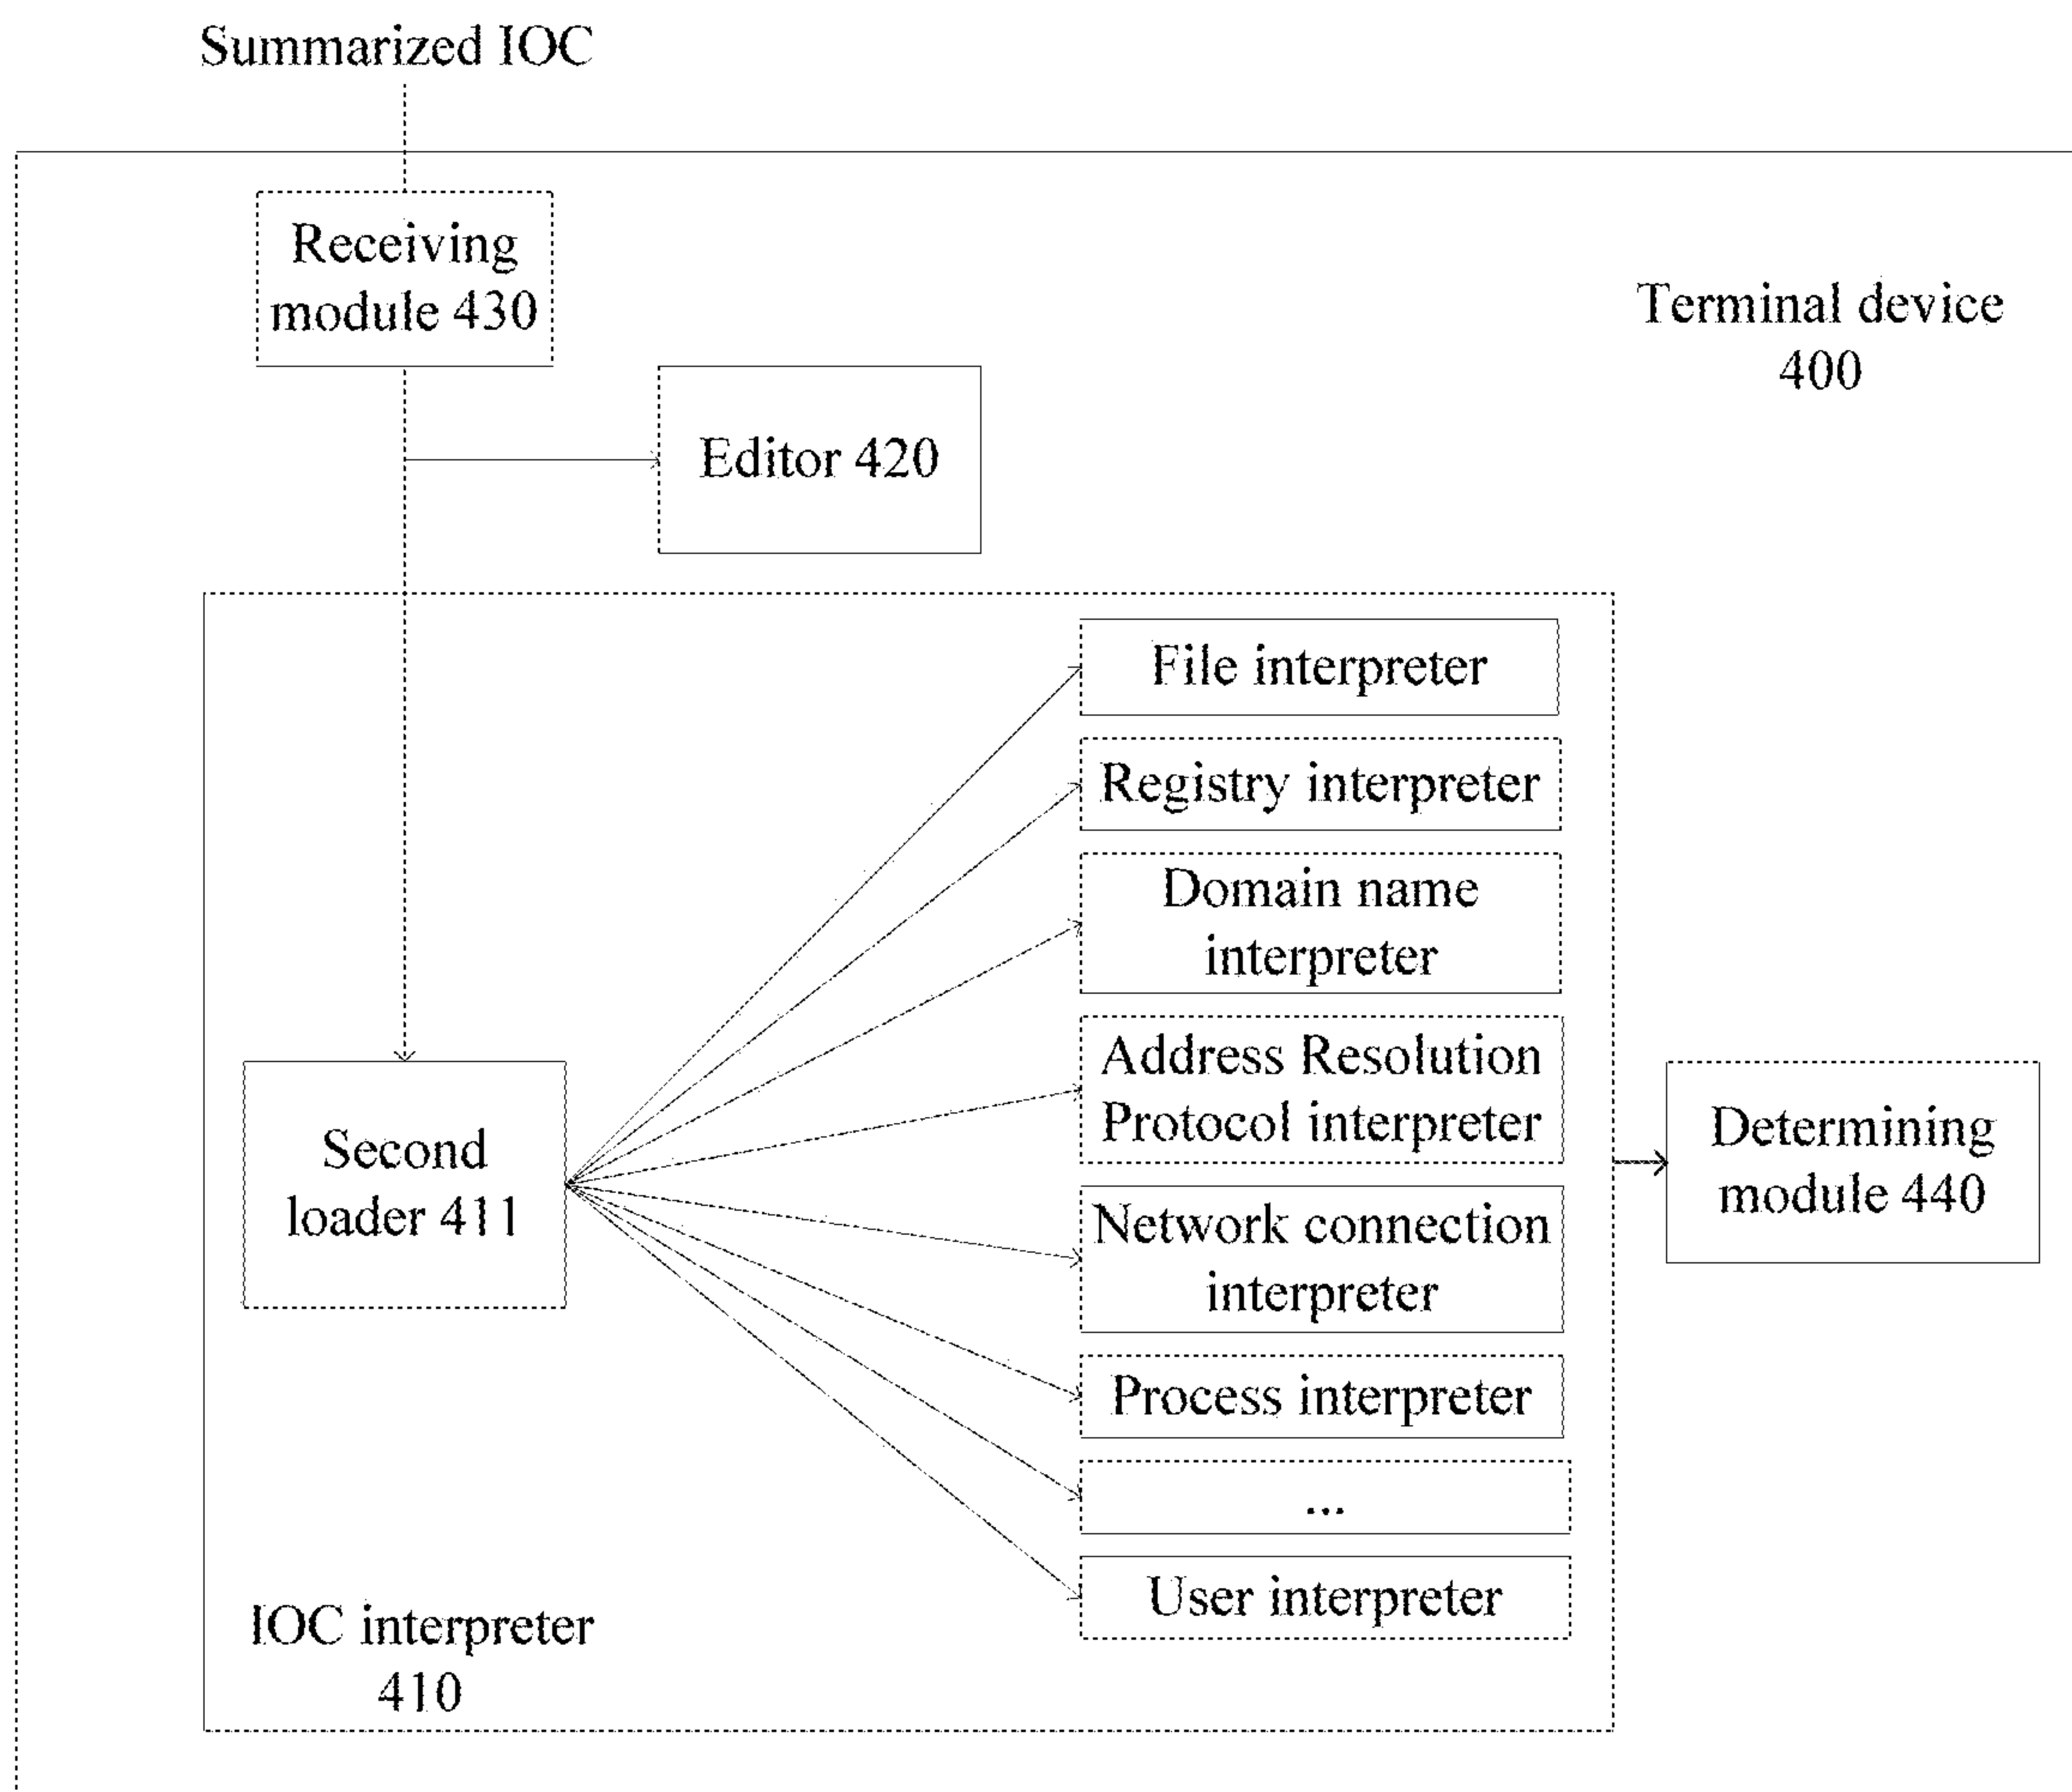 Summarized IOC
Receiving
module 430
Terminal device
400
Editor 420
File interpreter
Registry interpreter
Domain name
interpreter
Address Resolution
Protocol interpreter
Second
loader 411
Determining
module 440
Network connection
interpreter
Process interpreter
...
User interpreter
IOC interpreter
410